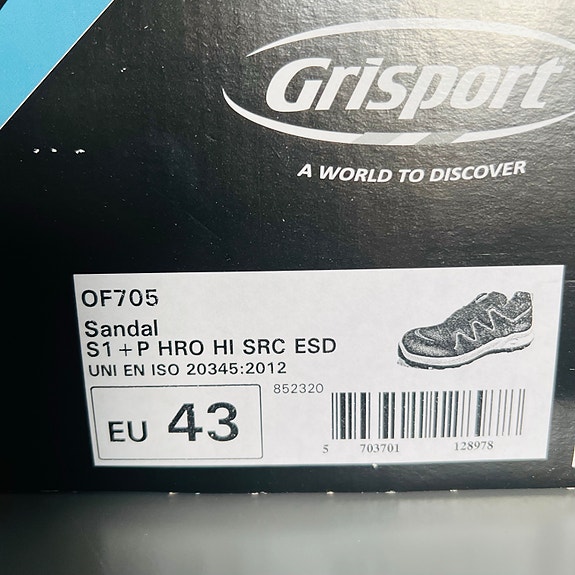 Grisport
A WORLD TO DISCOVER
OF705
Sandal
S1+P HRO HI SRC ESD
UNI EN ISO 20345:2012
852320
EU 43
5 703701 128978